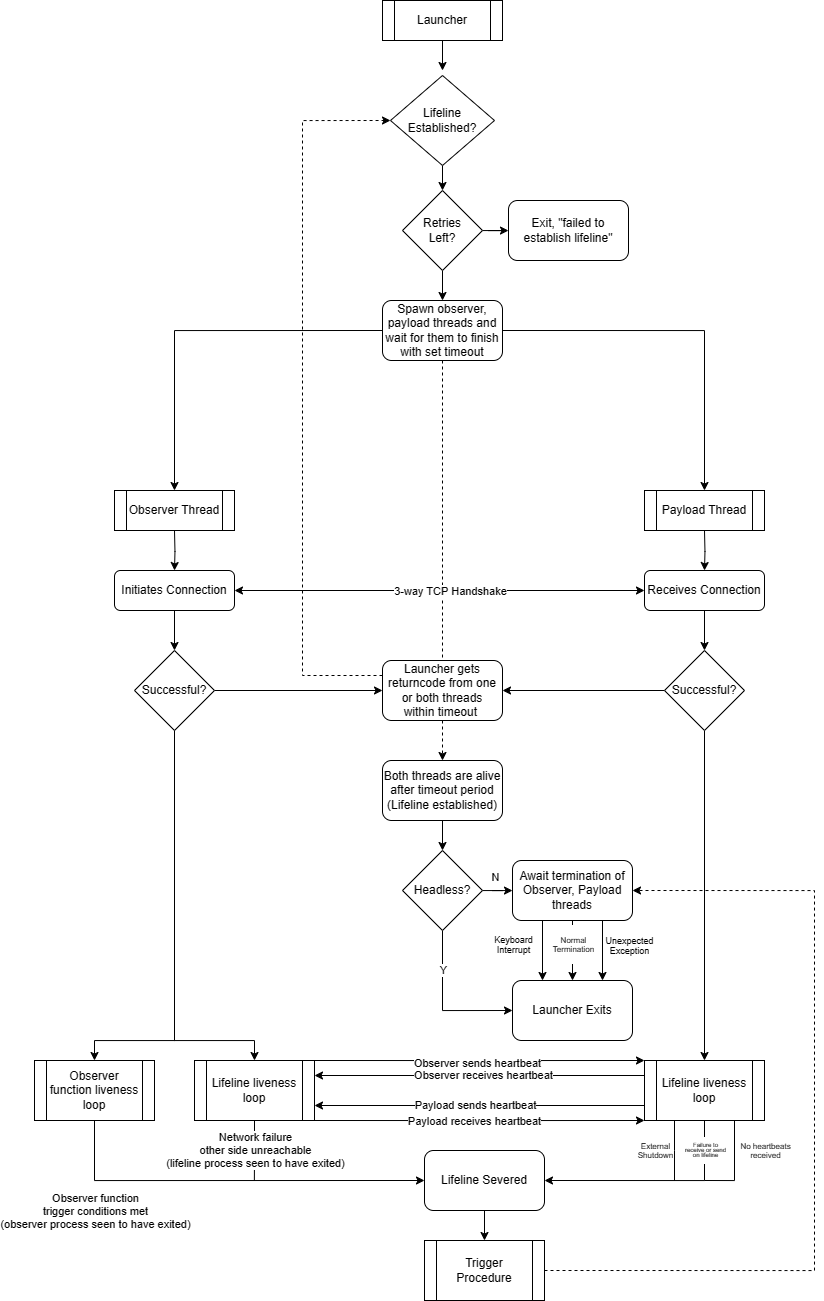 Launcher
Lifeline
Established?
Retries
Left?
Exit, "failed to
establish lifeline"
Spawn observer,
payload threads and
wait for them to finish
with set timeout
Observer Thread
Payload Thread
Initiates Connection
3-way TCP Handshake
Receives Connection
Successful?
Launcher gets
returncode from one
or both threads
within timeout
Successful?
Both threads are alive
after timeout period
(Lifeline established)
Headless?
N
Await termination of
Observer, Payload
threads
Keyboard
Interrupt
Normal
Termination
Unexpected
Exception
Y
Launcher Exits
Observer
function liveness
loop
Lifeline liveness
loop
Observer sends heartbeat
Observer receives heartbeat
Payload sends heartbeat
Payload receives heartbeat
Lifeline liveness
loop
Network failure
other side unreachable
(lifeline process seen to have exited)
External
Shutdown
Failure to
receive or send
on lifeline
No heartbeats
received
Lifeline Severed
Observer function
trigger conditions met
(observer process seen to have exited)
Trigger
Procedure